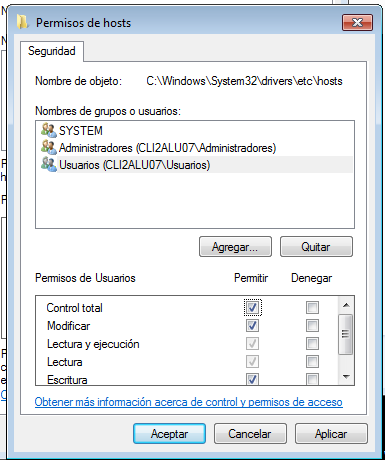 Permisos de hosts
Seguridad
Nombre de objeto: C:\Windows\System32\drivers\etc\hosts
Nombres de grupos o usuarios:
SYSTEM
Administradores (CLI2ALU07\Administradores)
Usuarios (CLI2ALU07\Usuarios)
Agregar... Quitar
Permisos de Usuarios Permitir Denegar
Control total
Modificar
Lectura y ejecución
Lectura
Escritura
Obtener más información acerca de control y permisos de acceso
Aceptar Cancelar Aplicar